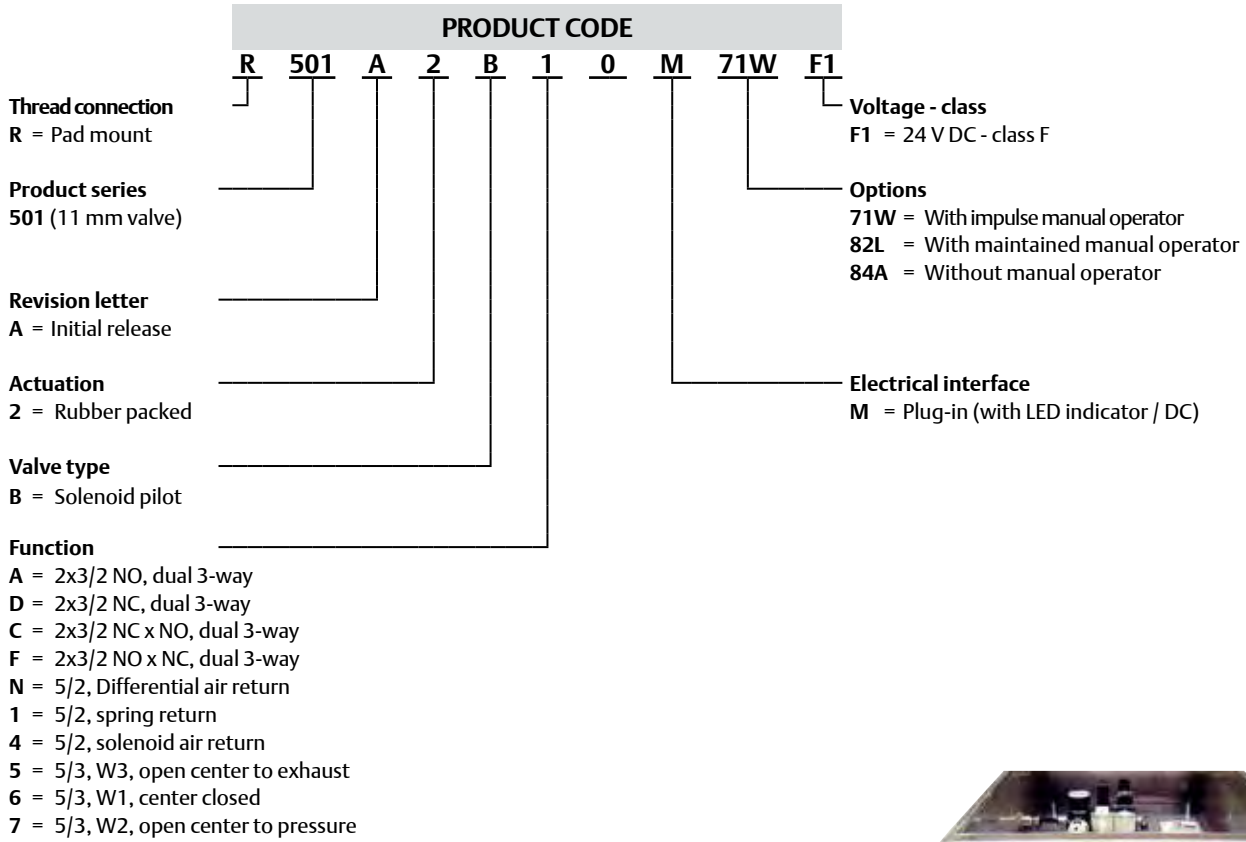 PRODUCT CODE
R 501 A 2 B 1 0 M 71W F1
Thread connection
R = Pad mount
Product series
501 (11 mm valve)
Revision letter
A = Initial release
Actuation
2 = Rubber packed
Valve type
B = Solenoid pilot
Function
A = 2x3/2 NO, dual 3-way
D = 2x3/2 NC, dual 3-way
C = 2x3/2 NC x NO, dual 3-way
F = 2x3/2 NO x NC, dual 3-way
N = 5/2, Differential air return
1 = 5/2, spring return
4 = 5/2, solenoid air return
5 = 5/3, W3, open center to exhaust
6 = 5/3, W1, center closed
7 = 5/3, W2, open center to pressure
Voltage - class
F1 = 24 V DC - class F
Options
71W = With impulse manual operator
82L = With maintained manual operator
84A = Without manual operator
Electrical interface
M = Plug-in (with LED indicator / DC)